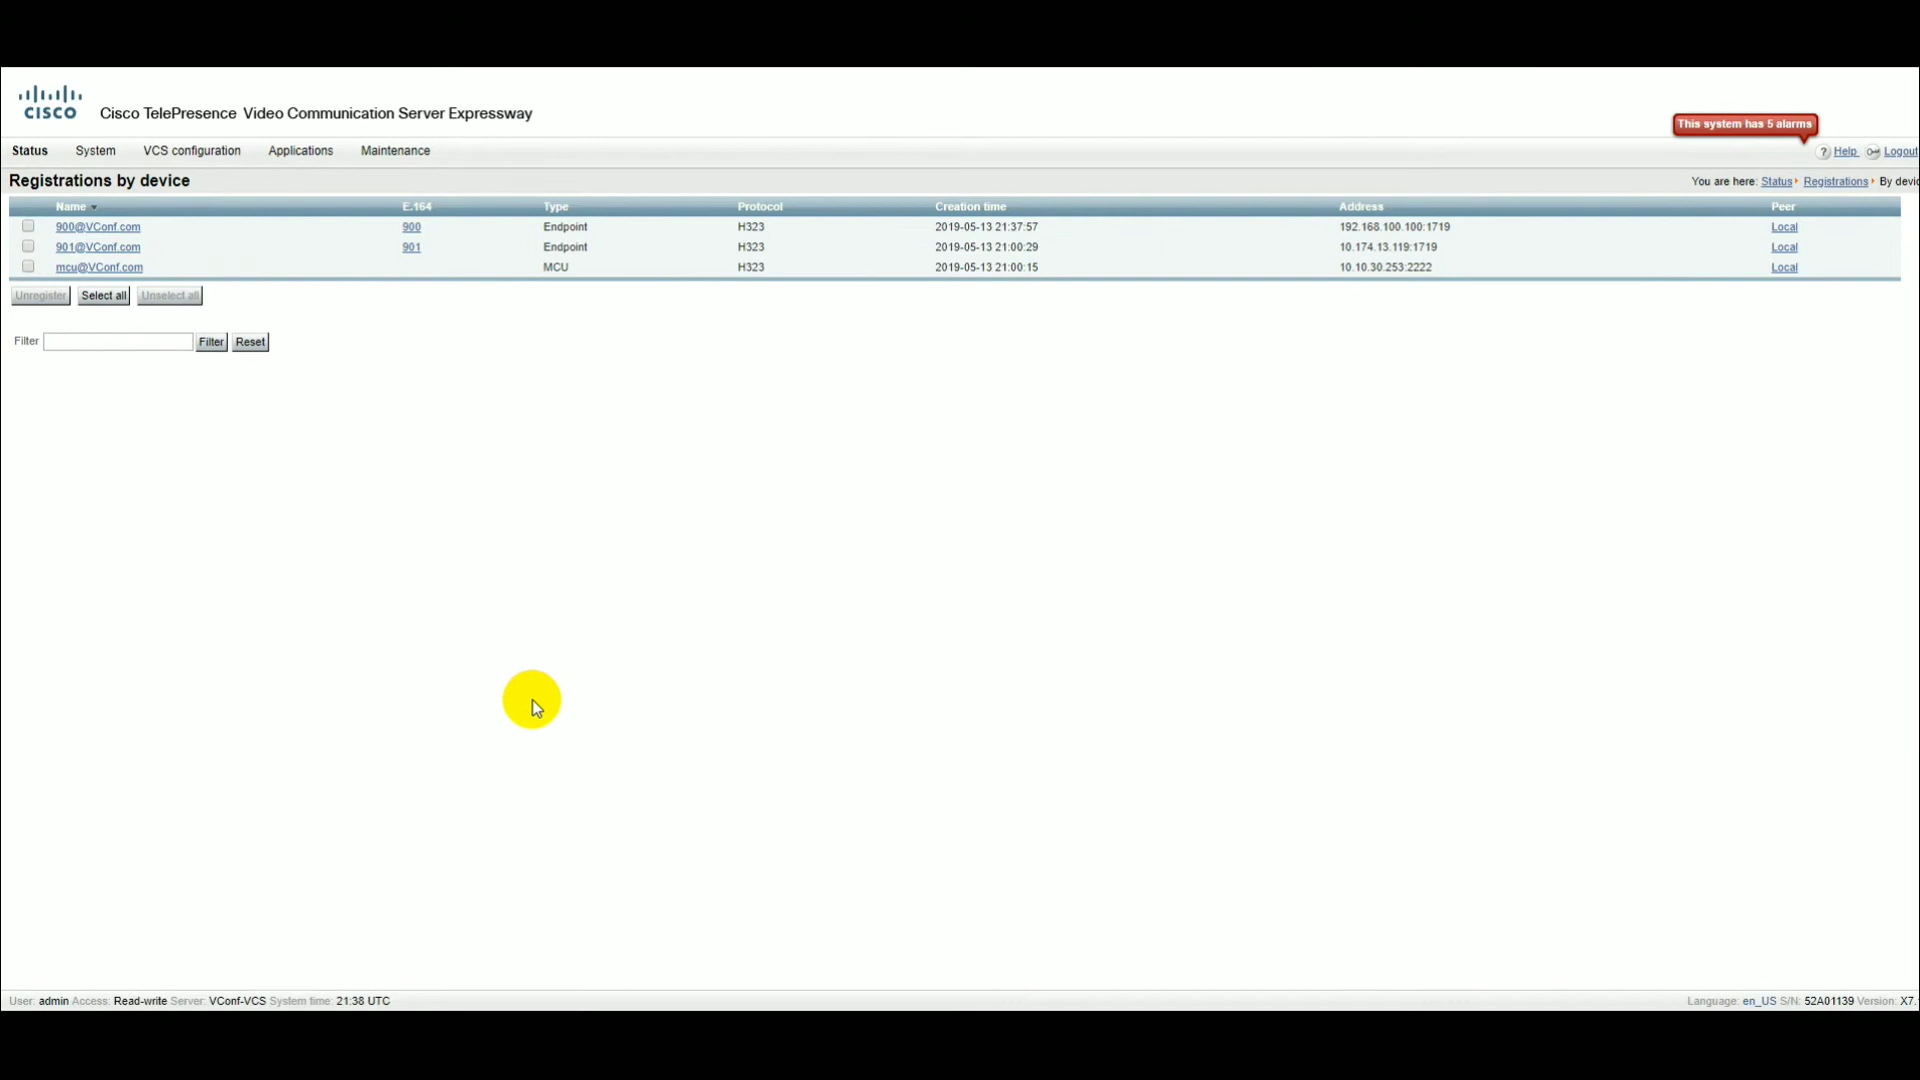 CISCO
Cisco TelePresence Video Communication Server Expressway
This system has 5 alarms
Status System VCS configuration Applications Maintenance
? Help Logout
Registrations by device
You are here: Status Registrations By devic
Name E.164 Type Protocol Creation time Address Peer
900@VConf.com 900 Endpoint H323 2019-05-13 21:37:57 192.168.100.100:1719 Local
901@VConf.com 901 Endpoint H323 2019-05-13 21:00:29 10.174.13.119:1719 Local
mcu@VConf.com MCU H323 2019-05-13 21:00:15 10.10.30.253:2222 Local
Unregister Select all Unselect all
Filter Filter Reset
User: admin Access: Read-write Server: VConf-VCS System time: 21:38 UTC
Language: en_US S/N: 52A01139 Version: X7.